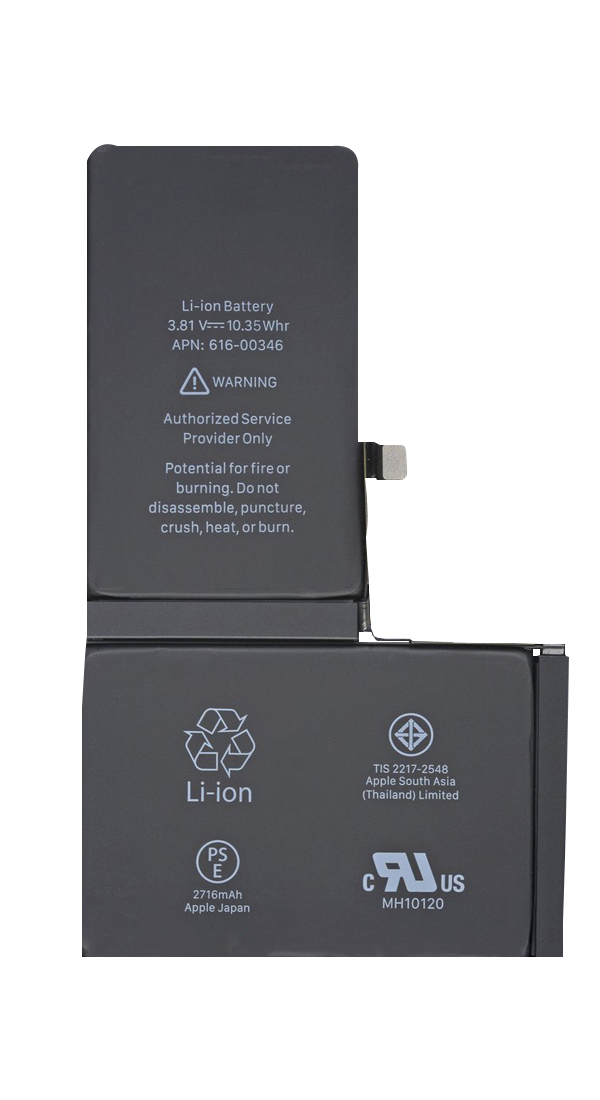 Li-ion Battery
3.81 V⎓10.35Whr
APN: 616-00346
WARNING
Authorized Service
Provider Only
Potential for fire or
burning. Do not
disassemble, puncture,
crush, heat, or burn.
Li-ion
TIS 2217-2548
Apple South Asia
(Thailand) Limited
PS
E
2716mAh
Apple Japan
c RU US
MH10120